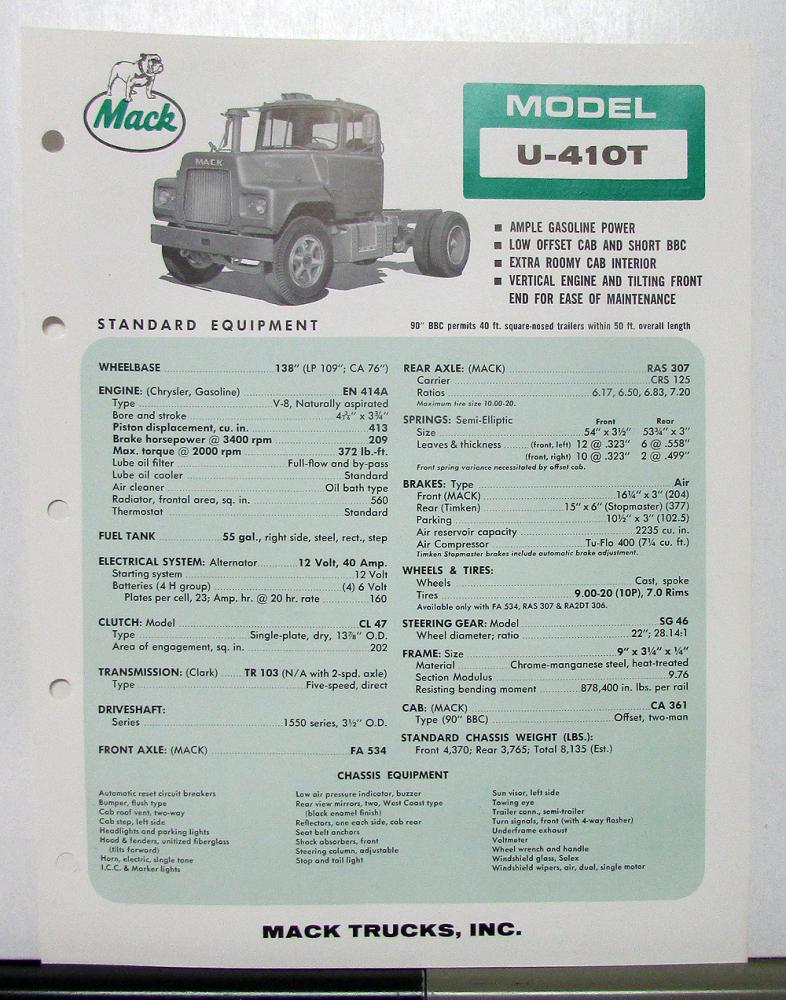 Mack
MACK
MODEL
U-410T
■ AMPLE GASOLINE POWER
■ LOW OFFSET CAB AND SHORT BBC
■ EXTRA ROOMY CAB INTERIOR
■ VERTICAL ENGINE AND TILTING FRONT
END FOR EASE OF MAINTENANCE
STANDARD EQUIPMENT
90" BBC permits 40 ft. square-nosed trailers within 50 ft. overall length
WHEELBASE 138" (LP 109"; CA 76")
ENGINE: (Chrysler, Gasoline) EN 414A
Type V-8, Naturally aspirated
Bore and stroke 4 3/16" x 3¾"
Piston displacement, cu. in. 413
Brake horsepower @ 3400 rpm 209
Max. torque @ 2000 rpm 372 lb.-ft.
Lube oil filter Full-flow and by-pass
Lube oil cooler Standard
Air cleaner Oil bath type
Radiator, frontal area, sq. in. 560
Thermostat Standard
FUEL TANK 55 gal., right side, steel, rect., step
ELECTRICAL SYSTEM: Alternator 12 Volt, 40 Amp.
Starting system 12 Volt
Batteries (4 H group) (4) 6 Volt
Plates per cell, 23; Amp. hr. @ 20 hr. rate 160
CLUTCH: Model CL 47
Type Single-plate, dry, 13⅞" O.D.
Area of engagement, sq. in. 202
TRANSMISSION: (Clark) TR 103 (N/A with 2-spd. axle)
Type Five-speed, direct
DRIVESHAFT:
Series 1550 series, 3½" O.D.
FRONT AXLE: (MACK) FA 534
REAR AXLE: (MACK) RAS 307
Carrier CRS 125
Ratios 6.17, 6.50, 6.83, 7.20
Maximum tire size 10.00-20.
SPRINGS: Semi-Elliptic Front Rear
Size 54" x 3½" 53¾" x 3"
Leaves & thickness (front, left) 12 @ .323" 6 @ .558"
(front, right) 10 @ .323" 2 @ .499"
Front spring variance necessitated by offset cab.
BRAKES: Type Air
Front (MACK) 16¼" x 3" (204)
Rear (Timken) 15" x 6" (Stopmaster) (377)
Parking 10½" x 3" (102.5)
Air reservoir capacity 2235 cu. in.
Air Compressor Tu-Flo 400 (7¼ cu. ft.)
Timken Stopmaster brakes include automatic brake adjustment.
WHEELS & TIRES:
Wheels Cast, spoke
Tires 9.00-20 (10P), 7.0 Rims
Available only with FA 534, RAS 307 & RA2DT 306.
STEERING GEAR: Model SG 46
Wheel diameter; ratio 22"; 28.14:1
FRAME: Size 9" x 3¼" x ¼"
Material Chrome-manganese steel, heat-treated
Section Modulus 9.76
Resisting bending moment 878,400 in. lbs. per rail
CAB: (MACK) CA 361
Type (90" BBC) Offset, two-man
STANDARD CHASSIS WEIGHT (LBS.):
Front 4,370; Rear 3,765; Total 8,135 (Est.)
CHASSIS EQUIPMENT
Automatic reset circuit breakers
Bumper, flush type
Cab roof vent, two-way
Cab step, left side
Headlights and parking lights
Hood & fenders, unitized fiberglass
(tilts forward)
Horn, electric, single tone
I.C.C. & Marker lights
Low air pressure indicator, buzzer
Rear view mirrors, two, West Coast type
(black enamel finish)
Reflectors, one each side, cab rear
Seat belt anchors
Shock absorbers, front
Steering column, adjustable
Stop and tail light
Sun visor, left side
Towing eye
Trailer conn., semi-trailer
Turn signals, front (with 4-way flasher)
Underframe exhaust
Voltmeter
Wheel wrench and handle
Windshield glass, Solex
Windshield wipers, air, dual, single motor
MACK TRUCKS, INC.